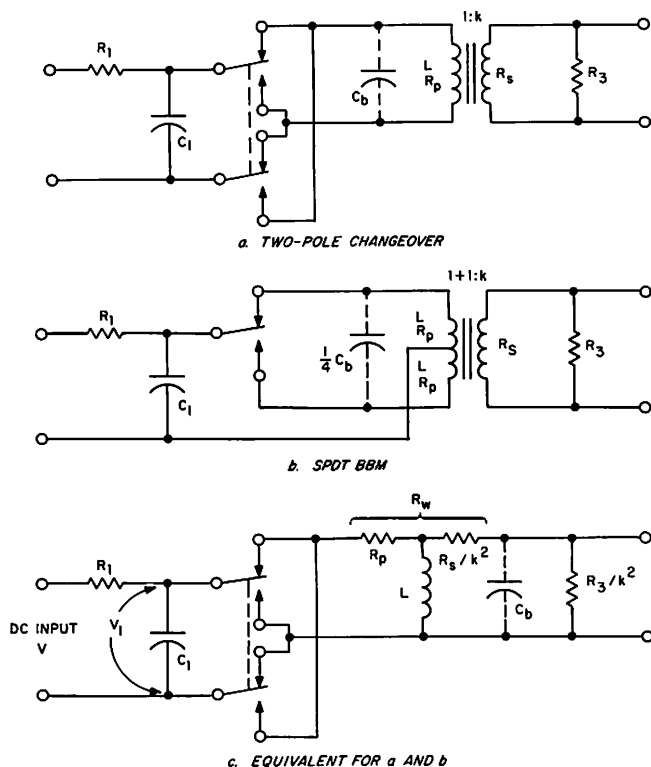 1:k
R1
C1
Cb
L
Rp
Rs
R3
a. TWO-POLE CHANGEOVER
1+1:k
R1
C1
1/4 Cb
L
Rp
L
Rp
RS
R3
b. SPDT BBM
Rw
R1
Rp
Rs/k²
DC INPUT
V
V1
C1
L
Cb
R3/k²
c. EQUIVALENT FOR a AND b